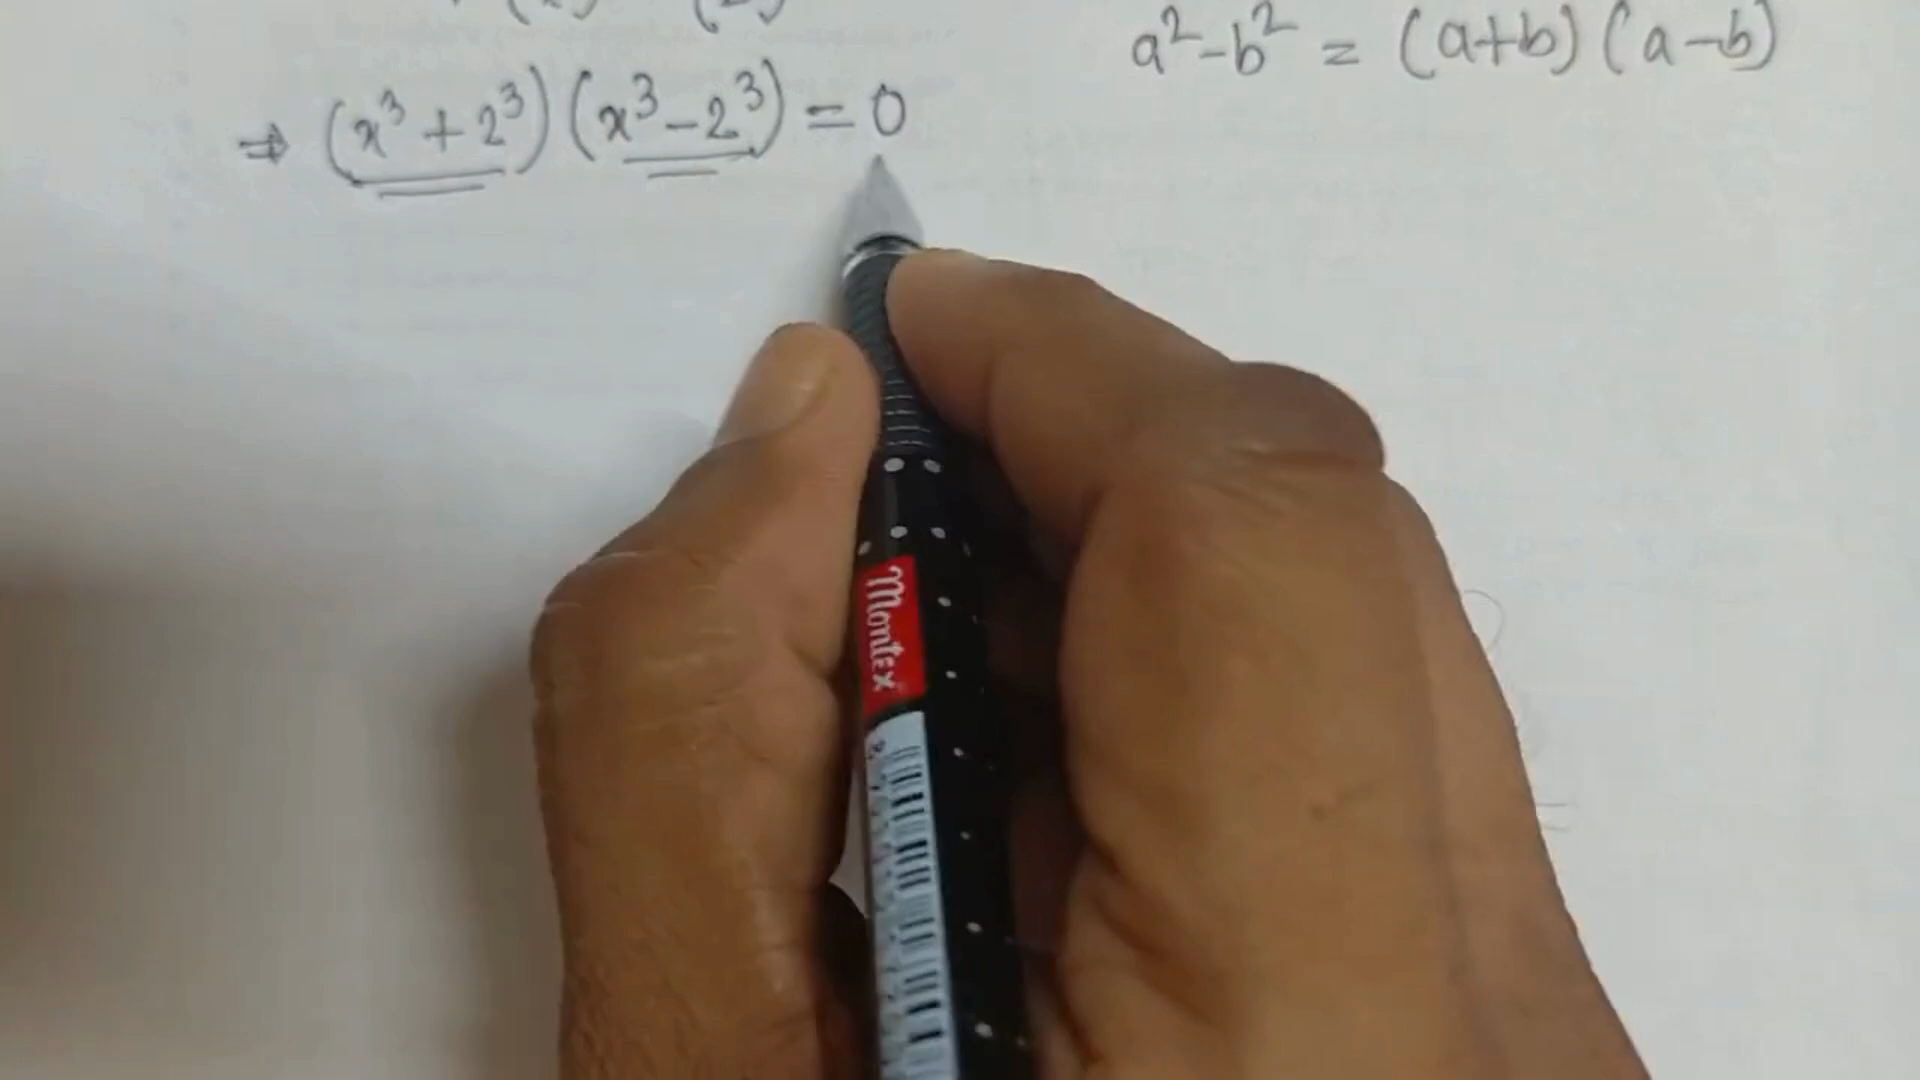 a² - b² = (a+b) (a-b)
⇒ (x³ + 2³) (x³ - 2³) = 0
Montex